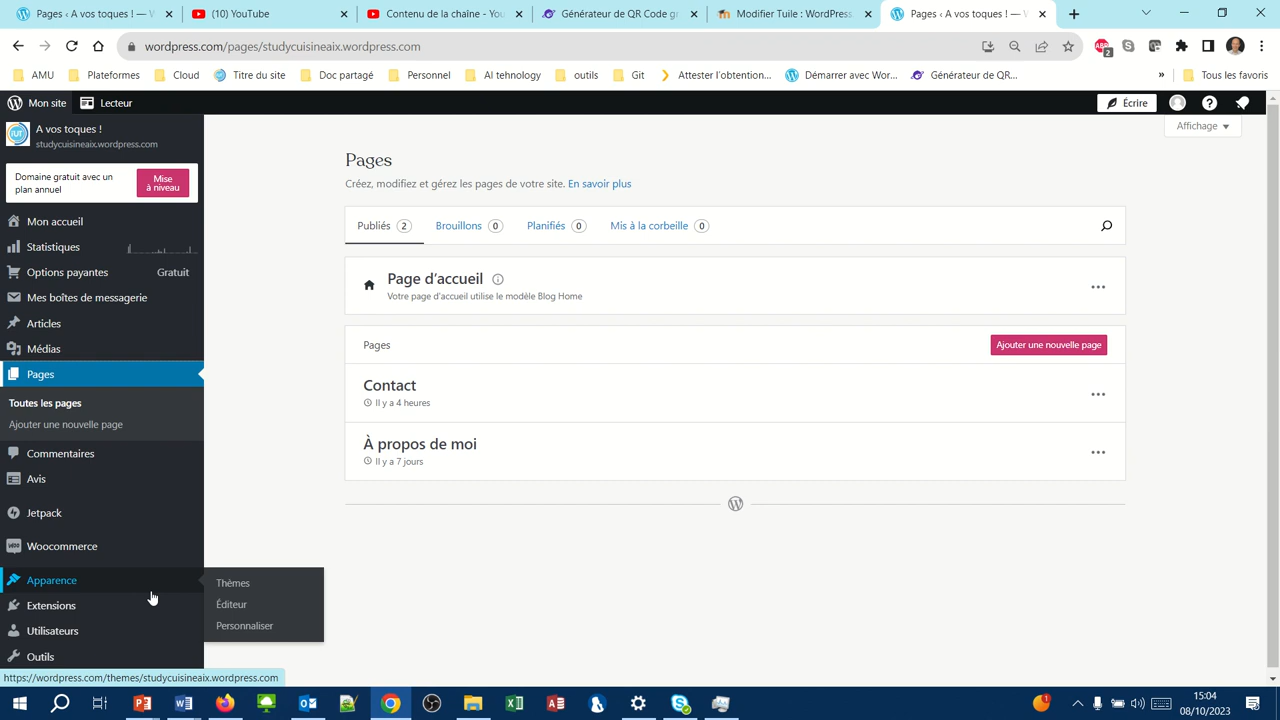 Pages ‹ A vos toques ! —
(10) YouTube
Contenu de la chaîne - You
Générateur de QR Code gr
Modifier Tuile : WordPress.
Pages ‹ A vos toques ! —
wordpress.com/pages/studycuisineaix.wordpress.com
2
AMU
Plateformes
Cloud
Titre du site
Doc partagé
Personnel
AI tehnology
outils
Git
Attester l'obtention...
Démarrer avec Wor...
Générateur de QR...
»
Tous les favoris
Mon site
Lecteur
Écrire
A vos toques !
studycuisineaix.wordpress.com
Affichage
Domaine gratuit avec un
plan annuel
Mise
à niveau
Mon accueil
Statistiques
Options payantes
Gratuit
Mes boîtes de messagerie
Articles
Médias
Pages
Toutes les pages
Ajouter une nouvelle page
Commentaires
Avis
Jetpack
Woocommerce
Apparence
Extensions
Utilisateurs
Outils
Thèmes
Éditeur
Personnaliser
Pages
Créez, modifiez et gérez les pages de votre site. En savoir plus
Publiés 2
Brouillons 0
Planifiés 0
Mis à la corbeille 0
Page d'accueil
Votre page d'accueil utilise le modèle Blog Home
Pages
Ajouter une nouvelle page
Contact
Il y a 4 heures
À propos de moi
Il y a 7 jours
https://wordpress.com/themes/studycuisineaix.wordpress.com
1
15:04
08/10/2023